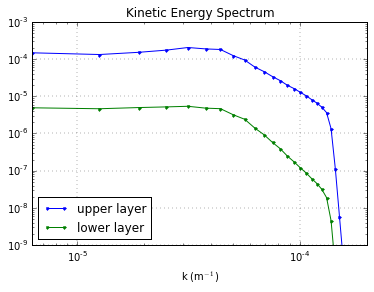 Kinetic Energy Spectrum
10⁻³
10⁻⁴
10⁻⁵
10⁻⁶
10⁻⁷
10⁻⁸
10⁻⁹
upper layer
lower layer
10⁻⁵ 10⁻⁴
k (m⁻¹)